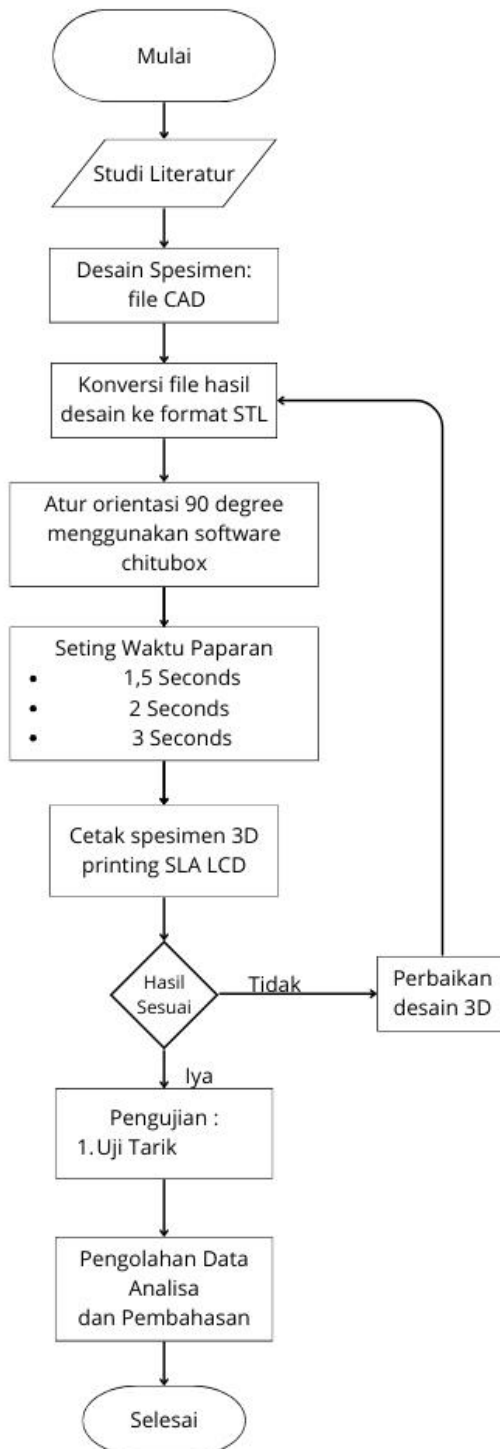 Mulai
Studi Literatur
Desain Spesimen:
file CAD
Konversi file hasil
desain ke format STL
Atur orientasi 90 degree
menggunakan software
chitubox
Seting Waktu Paparan
• 1,5 Seconds
• 2 Seconds
• 3 Seconds
Cetak spesimen 3D
printing SLA LCD
Hasil
Sesuai
Tidak
Perbaikan
desain 3D
Iya
Pengujian :
1. Uji Tarik
Pengolahan Data
Analisa
dan Pembahasan
Selesai